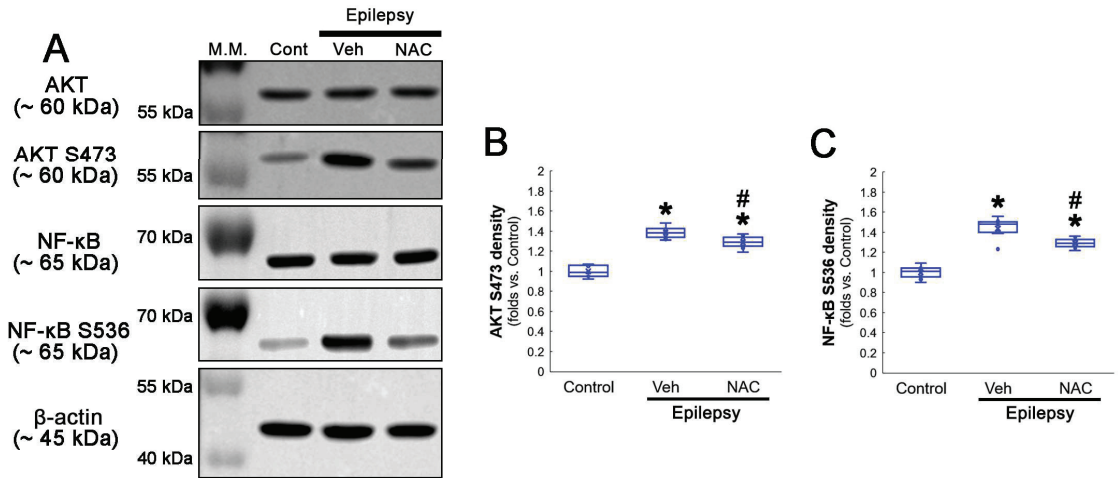 A
Epilepsy
M.M. Cont Veh NAC
AKT
(~ 60 kDa)
55 kDa
AKT S473
(~ 60 kDa)
55 kDa
NF-κB
(~ 65 kDa)
70 kDa
NF-κB S536
(~ 65 kDa)
70 kDa
β-actin
(~ 45 kDa)
55 kDa
40 kDa
B
AKT S473 density
(folds vs. Control)
2
1.8
1.6
1.4
1.2
1
0.8
0.6
0.4
0.2
0
*
#
*
Control Veh NAC
Epilepsy
C
NF-κB S536 density
(folds vs. Control)
2
1.8
1.6
1.4
1.2
1
0.8
0.6
0.4
0.2
0
*
#
*
Control Veh NAC
Epilepsy